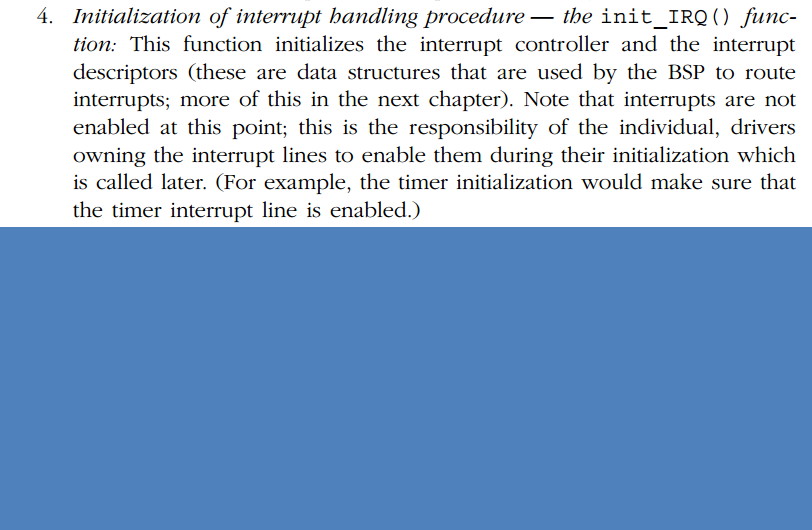 4. Initialization of interrupt handling procedure — the init_IRQ() func-
tion: This function initializes the interrupt controller and the interrupt
descriptors (these are data structures that are used by the BSP to route
interrupts; more of this in the next chapter). Note that interrupts are not
enabled at this point; this is the responsibility of the individual, drivers
owning the interrupt lines to enable them during their initialization which
is called later. (For example, the timer initialization would make sure that
the timer interrupt line is enabled.)